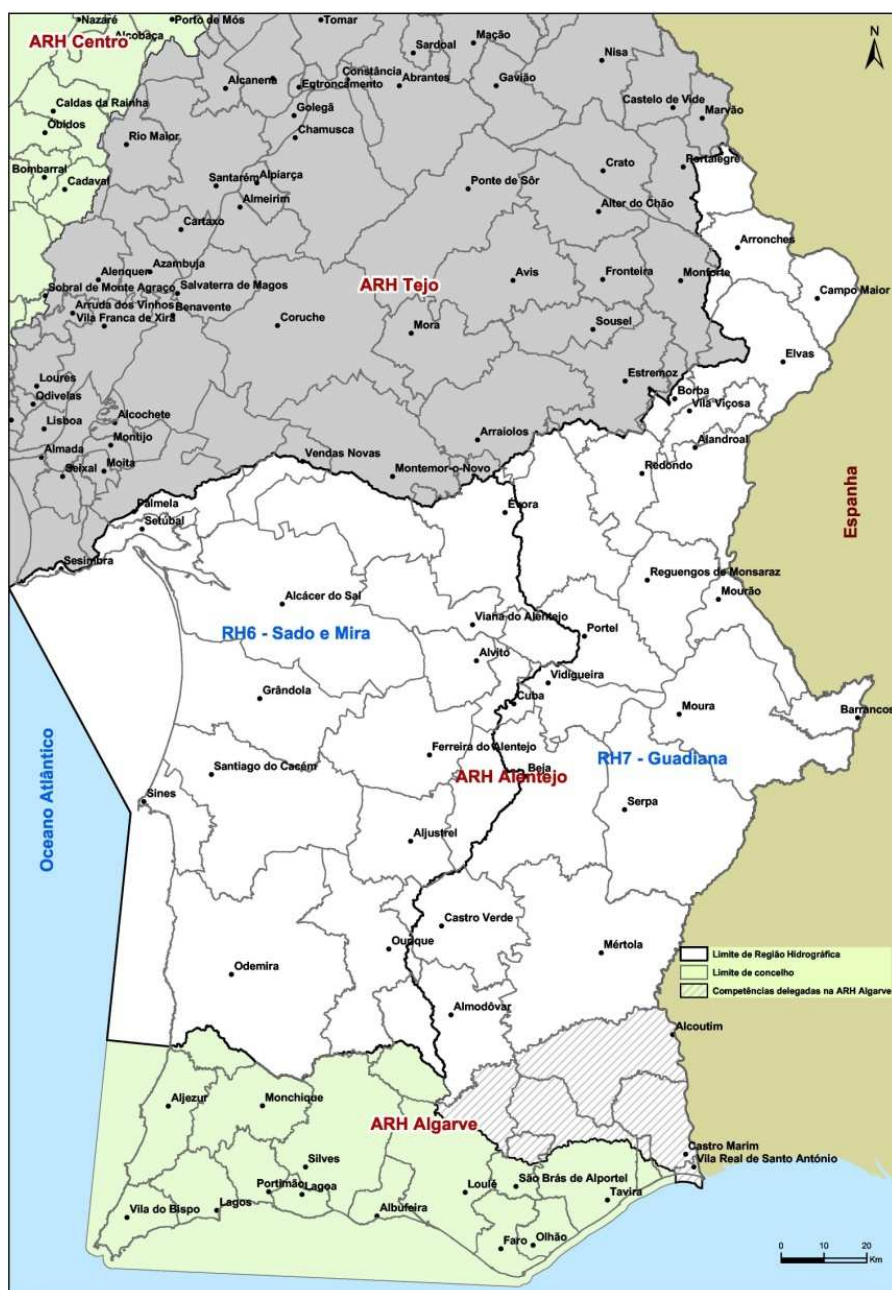 Nazaré
Porto de Mós
Tomar
Mação
N
ARH Centro
Alcobaça
Sardoal
Nisa
Alcanena
Entroncamento
Constância
Abrantes
Gavião
Castelo de Vide
Caldas da Rainha
Golegã
Marvão
Óbidos
Rio Maior
Chamusca
Bombarral
Santarém
Alpiarça
Ponte de Sôr
Crato
Portalegre
Cadaval
Almeirim
Alter do Chão
Cartaxo
Arronches
Alenquer
Azambuja
ARH Tejo
Avis
Fronteira
Monforte
Sobral de Monte Agraço
Salvaterra de Magos
Campo Maior
Arruda dos Vinhos
Benavente
Vila Franca de Xira
Coruche
Mora
Sousel
Elvas
Loures
Estremoz
Odivelas
Borba
Lisboa
Alcochete
Vila Viçosa
Almada
Montijo
Arraiolos
Alandroal
Seixal
Moita
Vendas Novas
Montemor-o-Novo
Redondo
Espanha
Palmela
Évora
Setúbal
Sesimbra
Reguengos de Monsaraz
Alcácer do Sal
Mourão
RH6 - Sado e Mira
Viana do Alentejo
Portel
Alvito
Vidigueira
Grândola
Cuba
Moura
Barrancos
Oceano Atlântico
Ferreira do Alentejo
RH7 - Guadiana
Santiago do Cacém
ARH Alentejo
Beja
Sines
Serpa
Aljustrel
Castro Verde
Ourique
Mértola
Limite de Região Hidrográfica
Odemira
Limite de concelho
Competências delegadas na ARH Algarve
Almodôvar
Alcoutim
Aljezur
Monchique
ARH Algarve
Castro Marim
Silves
Vila Real de Santo António
Portimão
Lagoa
Loulé
São Brás de Alportel
Vila do Bispo
Lagos
Albufeira
Tavira
Faro
Olhão
0 10 20
Km